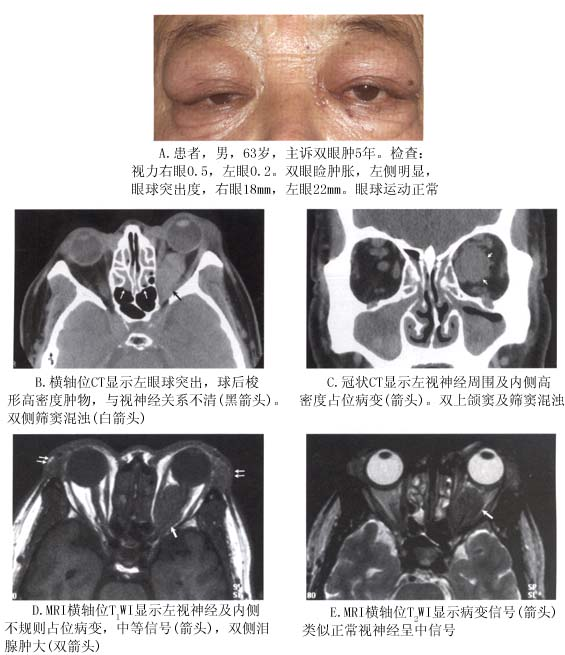 A.患者，男，63岁，主诉双眼肿5年。检查：
视力右眼0.5，左眼0.2。双眼睑肿胀，左侧明显，
眼球突出度，右眼18mm，左眼22mm。眼球运动正常
B.横轴位CT显示左眼球突出，球后梭
形高密度肿物，与视神经关系不清(黑箭头)。
双侧筛窦混浊(白箭头)
C.冠状CT显示左视神经周围及内侧高
密度占位病变(箭头)。双上颌窦及筛窦混浊
D.MRI横轴位T1WI显示左视神经及内侧
不规则占位病变，中等信号(箭头)，双侧泪
腺肿大(双箭头)
E.MRI横轴位T2WI显示病变信号(箭头)
类似正常视神经呈中信号
SP
SP
80